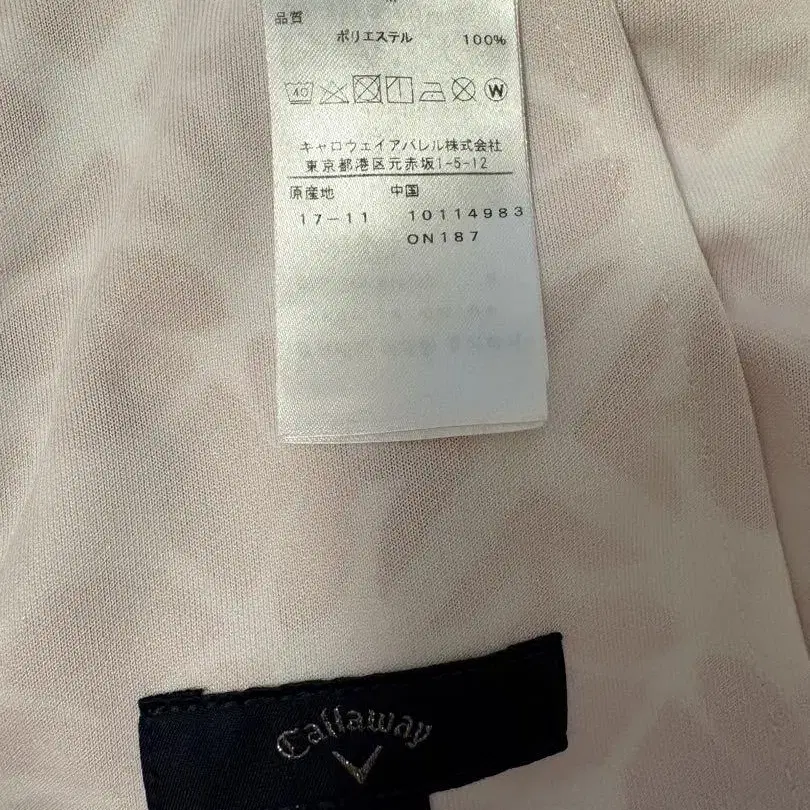 品質
ポリエステル 100%
40
W
キャロウェイアパレル株式会社
東京都港区元赤坂1-5-12
原産地 中国
17-11 10114983
ON187
Callaway